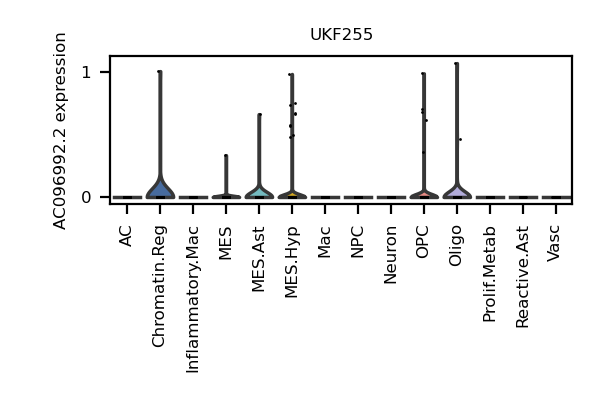 UKF255
AC096992.2 expression
1
0
AC
Chromatin.Reg
Inflammatory.Mac
MES
MES.Ast
MES.Hyp
Mac
NPC
Neuron
OPC
Oligo
Prolif.Metab
Reactive.Ast
Vasc